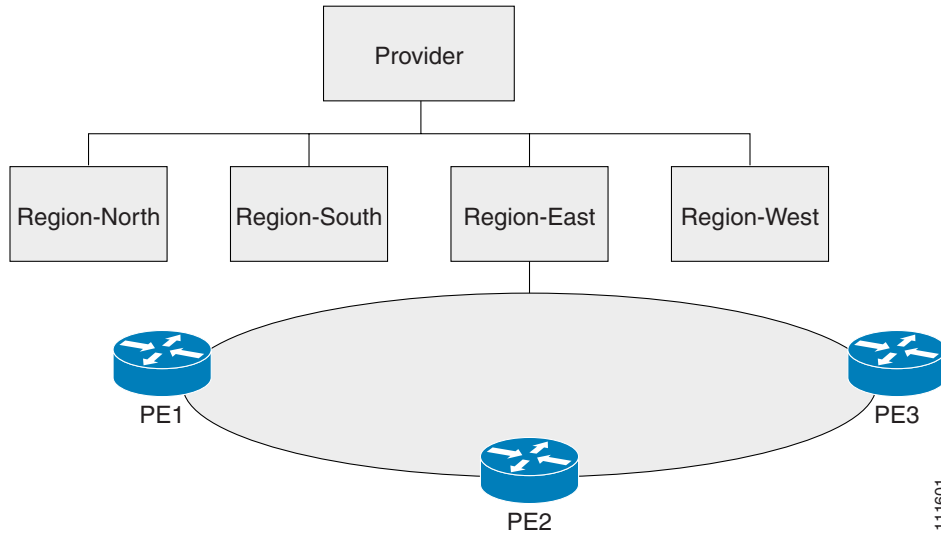 Provider
Region-North
Region-South
Region-East
Region-West
PE1
PE3
PE2
111601